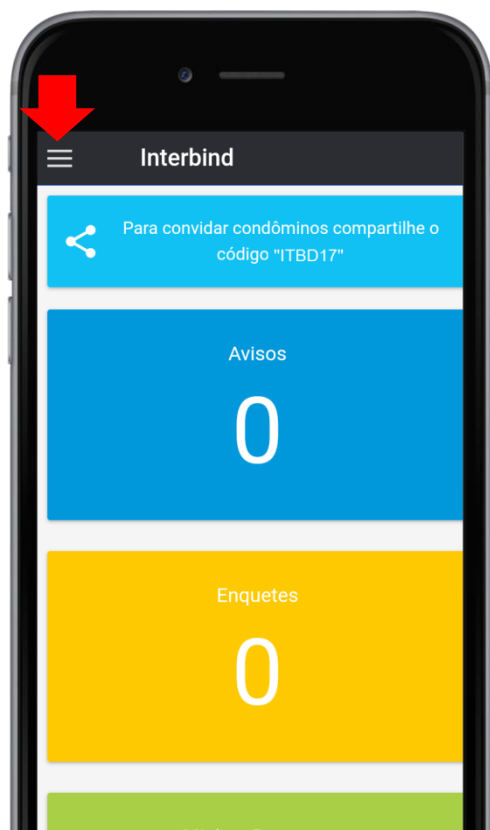 Interbind
Para convidar condôminos compartilhe o
código "ITBD17"
Avisos
0
Enquetes
0